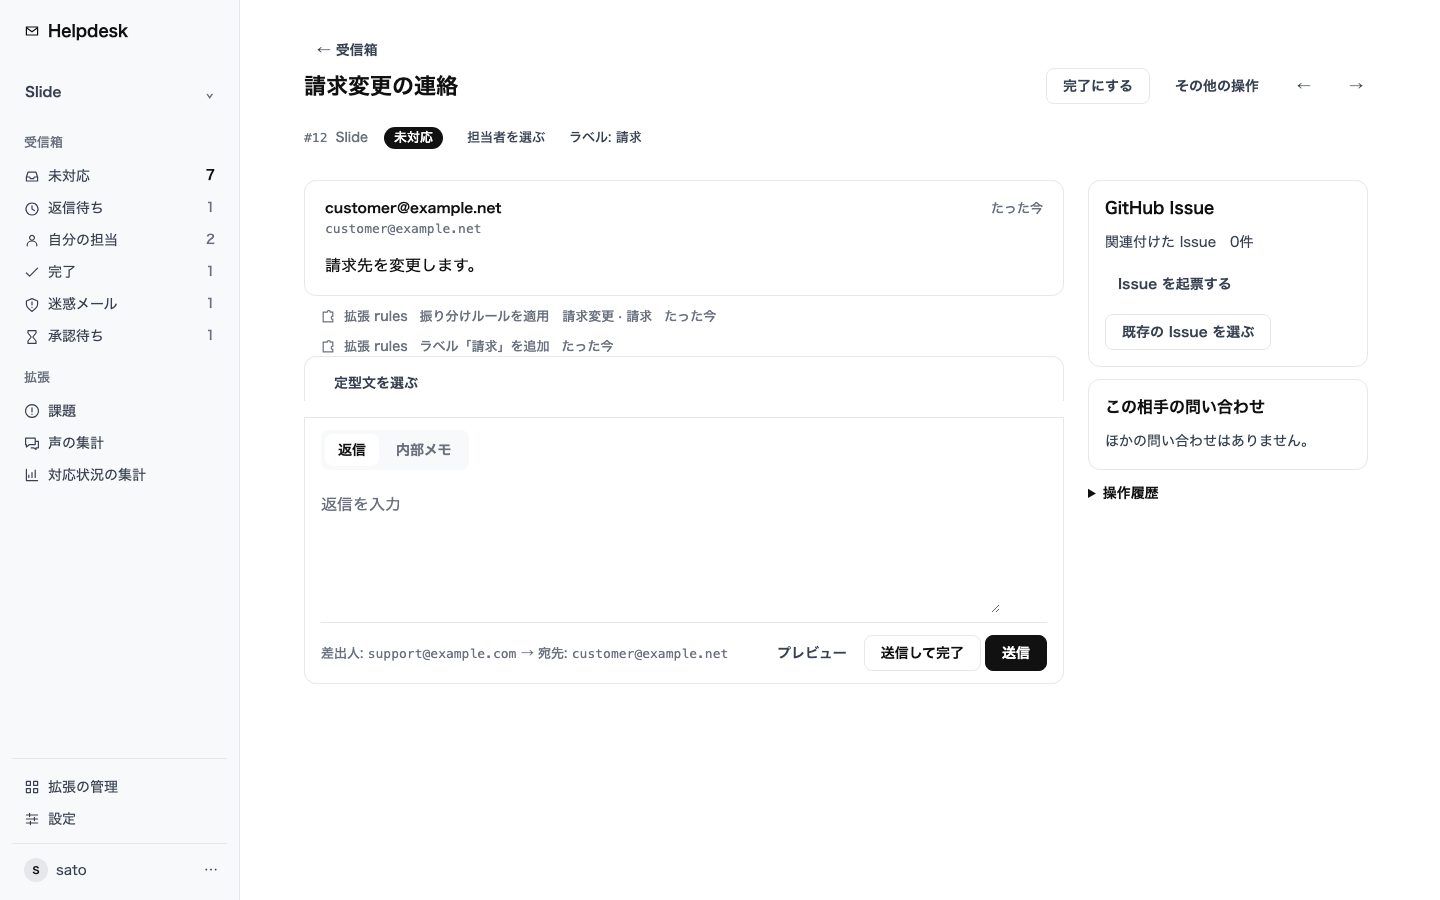 Helpdesk
Slide
受信箱
未対応 7
返信待ち 1
自分の担当 2
完了 1
迷惑メール 1
承認待ち 1
拡張
課題
声の集計
対応状況の集計
拡張の管理
設定
S sato ...
← 受信箱
請求変更の連絡
完了にする その他の操作 ← →
#12 Slide 未対応 担当者を選ぶ ラベル: 請求
customer@example.net たった今
customer@example.net
請求先を変更します。
拡張 rules 振り分けルールを適用 請求変更 · 請求 たった今
拡張 rules ラベル「請求」を追加 たった今
定型文を選ぶ
返信 内部メモ
返信を入力
差出人: support@example.com → 宛先: customer@example.net プレビュー 送信して完了 送信
GitHub Issue
関連付けた Issue 0件
Issue を起票する
既存の Issue を選ぶ
この相手の問い合わせ
ほかの問い合わせはありません。
▶ 操作履歴